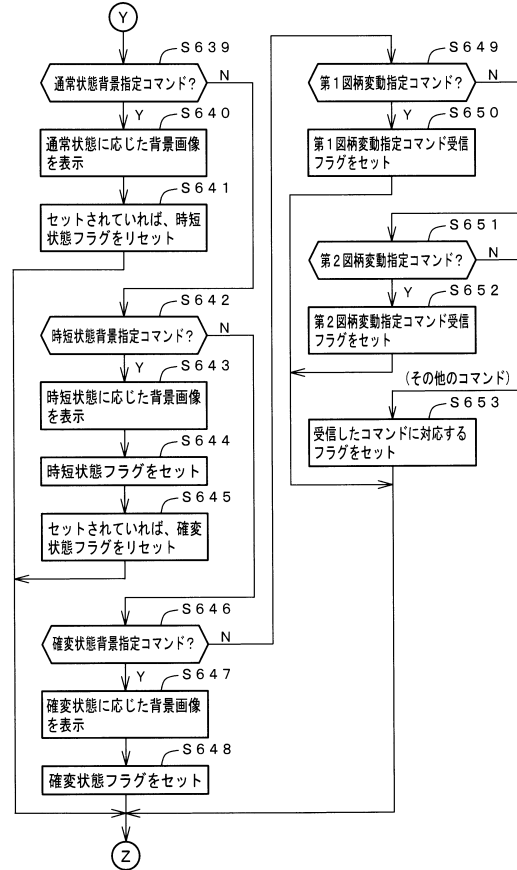 Y
S639
通常状態背景指定コマンド?
N
Y
S640
通常状態に応じた背景画像
を表示
S641
セットされていれば、時短
状態フラグをリセット
S642
時短状態背景指定コマンド?
N
Y
S643
時短状態に応じた背景画像
を表示
S644
時短状態フラグをセット
S645
セットされていれば、確変
状態フラグをリセット
S646
確変状態背景指定コマンド?
N
Y
S647
確変状態に応じた背景画像
を表示
S648
確変状態フラグをセット
Z
S649
第1図柄変動指定コマンド?
N
Y
S650
第1図柄変動指定コマンド受信
フラグをセット
S651
第2図柄変動指定コマンド?
N
Y
S652
第2図柄変動指定コマンド受信
フラグをセット
(その他のコマンド)
S653
受信したコマンドに対応する
フラグをセット